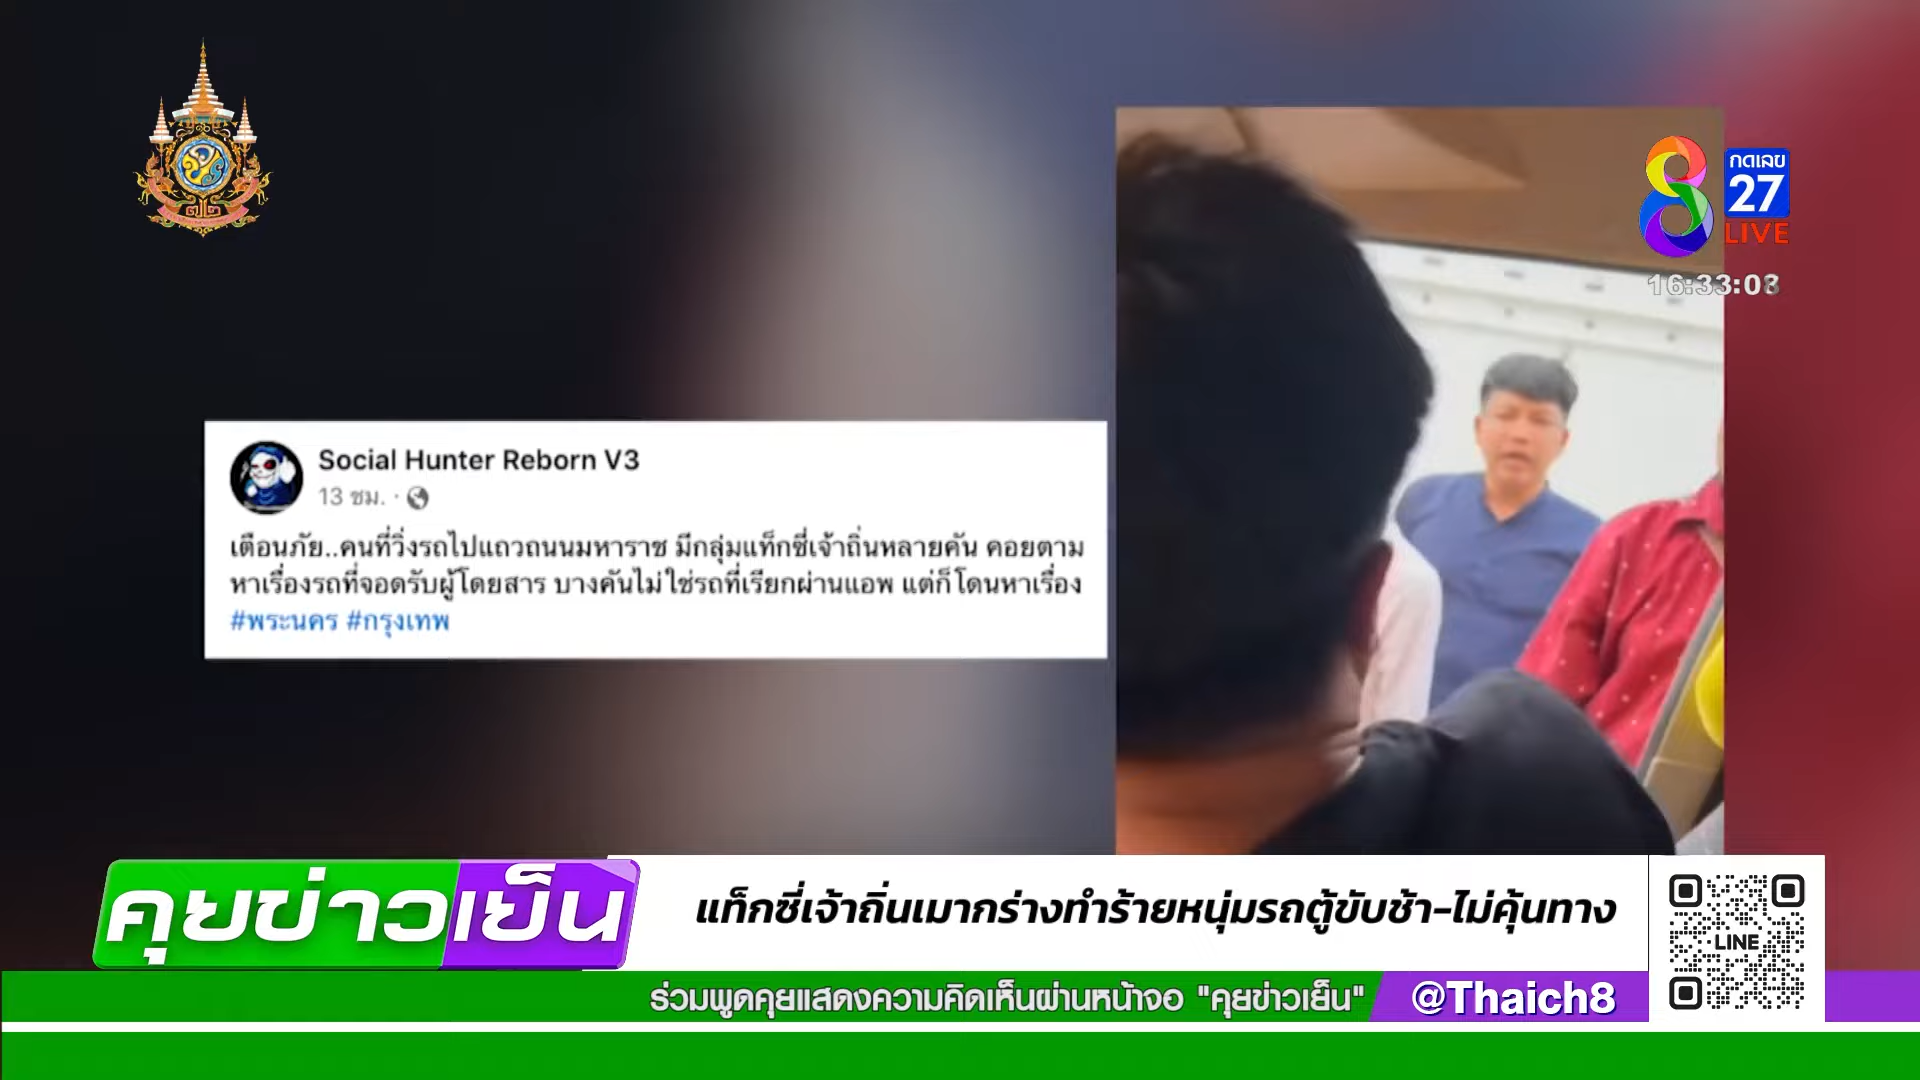 กดเลข
27
LIVE
16:33:08
Social Hunter Reborn V3
13 ชม. ·
เตือนภัย..คนที่วิ่งรถไปแถวถนนมหาราช มีกลุ่มแท็กซี่เจ้าถิ่นหลายคัน คอยตาม
หาเรื่องรถที่จอดรับผู้โดยสาร บางคันไม่ใช่รถที่เรียกผ่านแอพ แต่ก็โดนหาเรื่อง
#พระนคร #กรุงเทพ
คุยข่าวเย็น
แท็กซี่เจ้าถิ่นเมากร่างทำร้ายหนุ่มรถตู้ขับช้า-ไม่คุ้นทาง
LINE
ร่วมพูดคุยแสดงความคิดเห็นผ่านหน้าจอ "คุยข่าวเย็น" @Thaich8